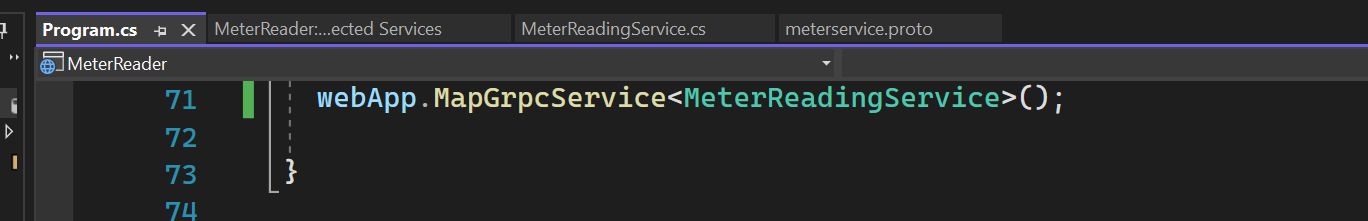 Program.cs
MeterReader:...ected Services
MeterReadingService.cs
meterservice.proto
MeterReader
71 webApp.MapGrpcService<MeterReadingService>();
72
73 }
74